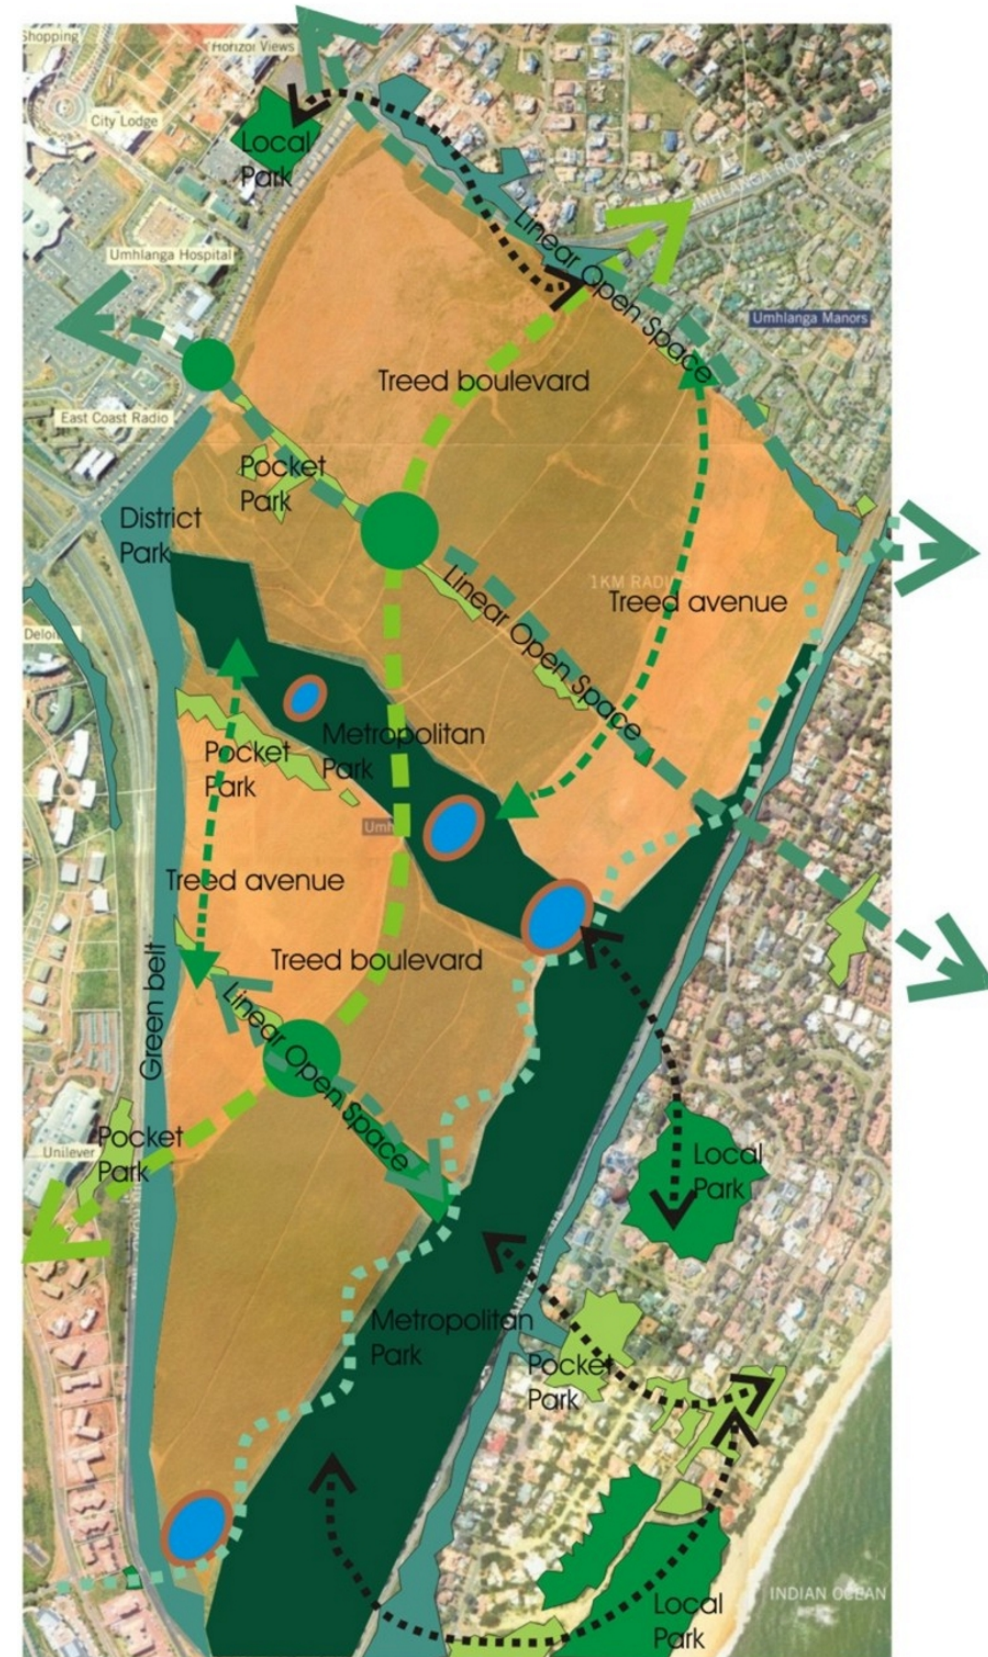 Shopping
Horizo Views
City Lodge
Local
Park
UMHLANGA ROCKS
Umhlanga Hospital
Linear Open Space
Umhlanga Manors
Treed boulevard
East Coast Radio
Pocket
Park
District
Park
1KM RADIUS
Linear Open Space
Treed avenue
Metropolitan
Park
Pocket
Park
Umh
Treed avenue
Treed boulevard
Green belt
Linear Open Space
Pocket
Park
Unilever
Local
Park
Metropolitan
Park
Pocket
Park
INDIAN OCEAN
Local
Park